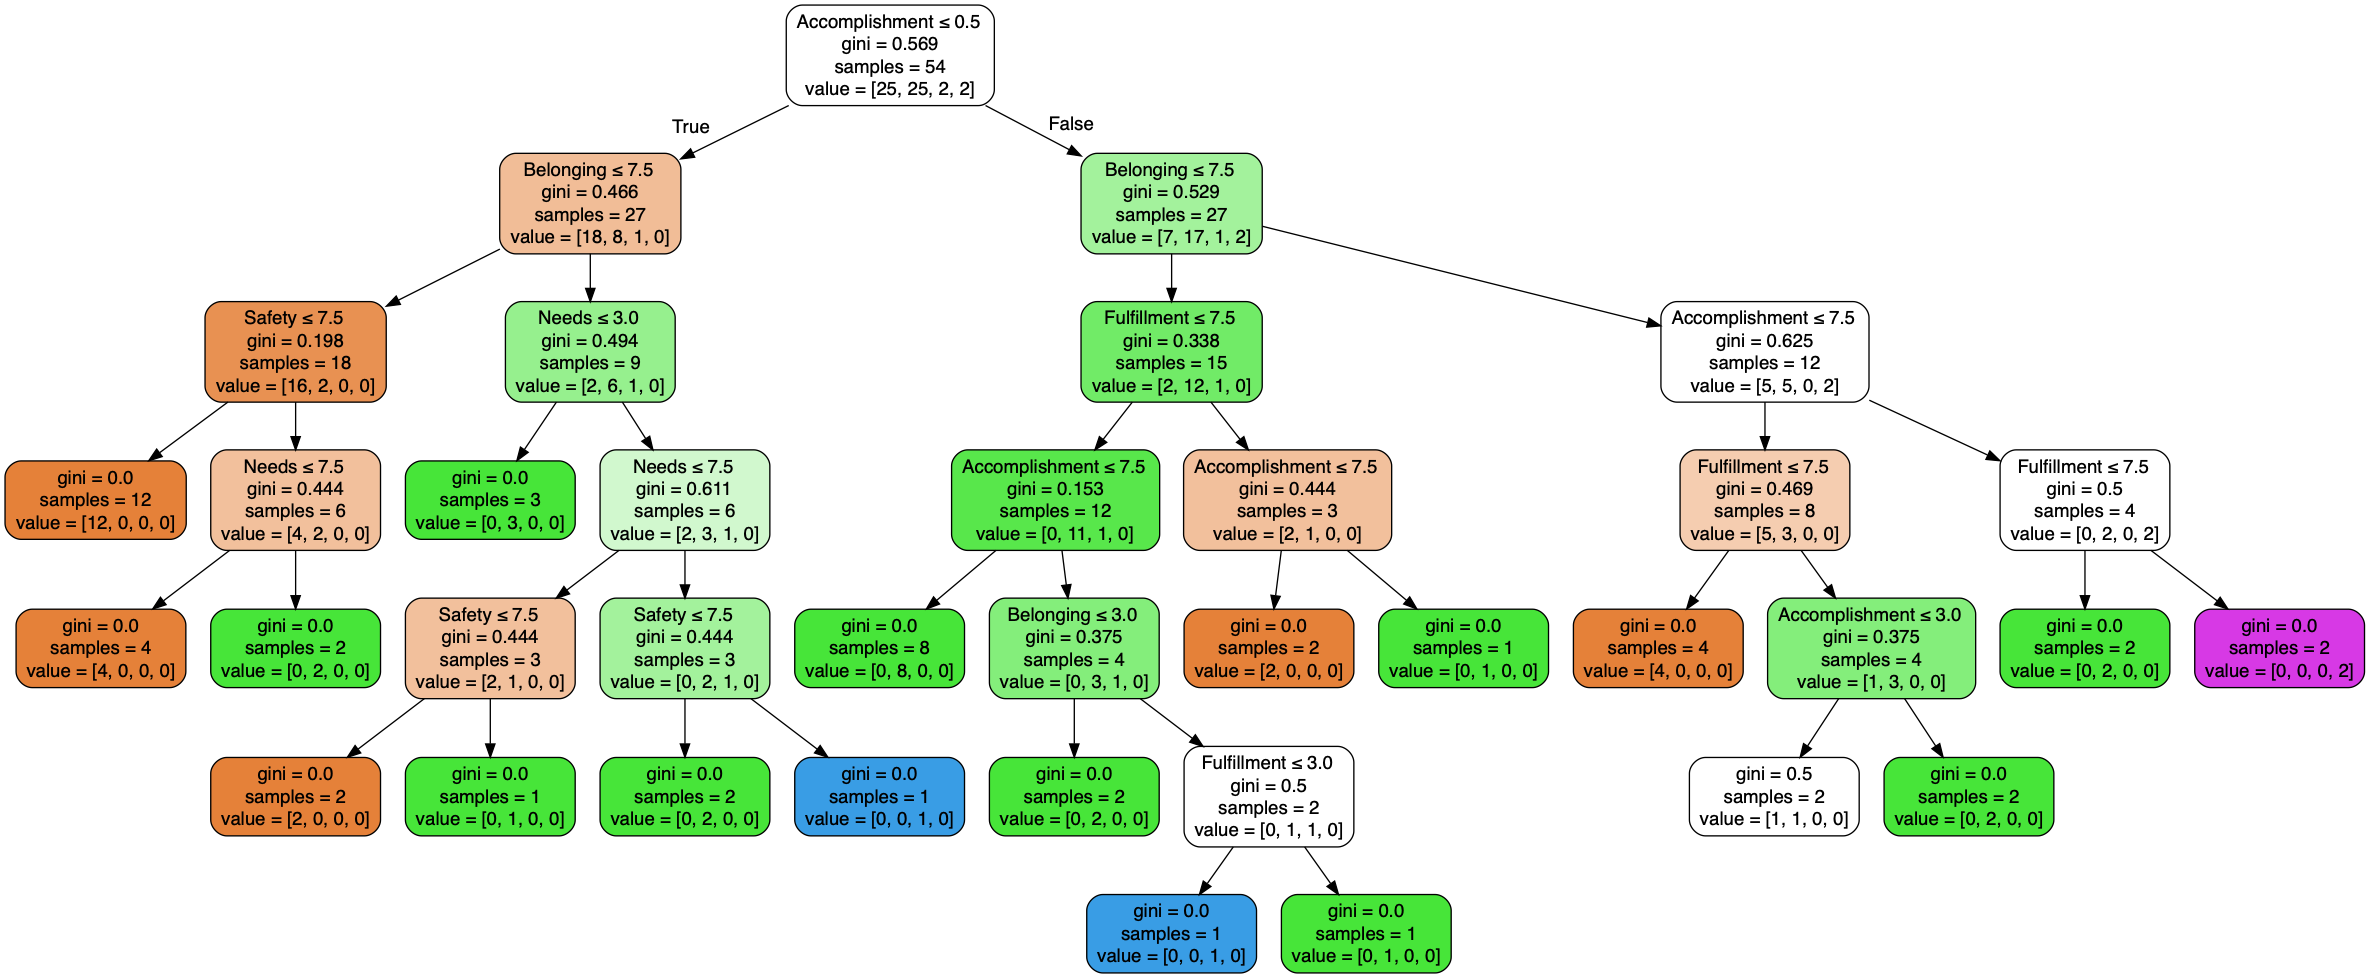 Accomplishment ≤ 0.5
gini = 0.569
samples = 54
value = [25, 25, 2, 2]
True
False
Belonging ≤ 7.5
gini = 0.466
samples = 27
value = [18, 8, 1, 0]
Belonging ≤ 7.5
gini = 0.529
samples = 27
value = [7, 17, 1, 2]
Safety ≤ 7.5
gini = 0.198
samples = 18
value = [16, 2, 0, 0]
Needs ≤ 3.0
gini = 0.494
samples = 9
value = [2, 6, 1, 0]
Fulfillment ≤ 7.5
gini = 0.338
samples = 15
value = [2, 12, 1, 0]
Accomplishment ≤ 7.5
gini = 0.625
samples = 12
value = [5, 5, 0, 2]
gini = 0.0
samples = 12
value = [12, 0, 0, 0]
Needs ≤ 7.5
gini = 0.444
samples = 6
value = [4, 2, 0, 0]
gini = 0.0
samples = 3
value = [0, 3, 0, 0]
Needs ≤ 7.5
gini = 0.611
samples = 6
value = [2, 3, 1, 0]
Accomplishment ≤ 7.5
gini = 0.153
samples = 12
value = [0, 11, 1, 0]
Accomplishment ≤ 7.5
gini = 0.444
samples = 3
value = [2, 1, 0, 0]
Fulfillment ≤ 7.5
gini = 0.469
samples = 8
value = [5, 3, 0, 0]
Fulfillment ≤ 7.5
gini = 0.5
samples = 4
value = [0, 2, 0, 2]
gini = 0.0
samples = 4
value = [4, 0, 0, 0]
gini = 0.0
samples = 2
value = [0, 2, 0, 0]
Safety ≤ 7.5
gini = 0.444
samples = 3
value = [2, 1, 0, 0]
Safety ≤ 7.5
gini = 0.444
samples = 3
value = [0, 2, 1, 0]
gini = 0.0
samples = 8
value = [0, 8, 0, 0]
Belonging ≤ 3.0
gini = 0.375
samples = 4
value = [0, 3, 1, 0]
gini = 0.0
samples = 2
value = [2, 0, 0, 0]
gini = 0.0
samples = 1
value = [0, 1, 0, 0]
gini = 0.0
samples = 4
value = [4, 0, 0, 0]
Accomplishment ≤ 3.0
gini = 0.375
samples = 4
value = [1, 3, 0, 0]
gini = 0.0
samples = 2
value = [0, 2, 0, 0]
gini = 0.0
samples = 2
value = [0, 0, 0, 2]
gini = 0.0
samples = 2
value = [2, 0, 0, 0]
gini = 0.0
samples = 1
value = [0, 1, 0, 0]
gini = 0.0
samples = 2
value = [0, 2, 0, 0]
gini = 0.0
samples = 1
value = [0, 0, 1, 0]
gini = 0.0
samples = 2
value = [0, 2, 0, 0]
Fulfillment ≤ 3.0
gini = 0.5
samples = 2
value = [0, 1, 1, 0]
gini = 0.5
samples = 2
value = [1, 1, 0, 0]
gini = 0.0
samples = 2
value = [0, 2, 0, 0]
gini = 0.0
samples = 1
value = [0, 0, 1, 0]
gini = 0.0
samples = 1
value = [0, 1, 0, 0]